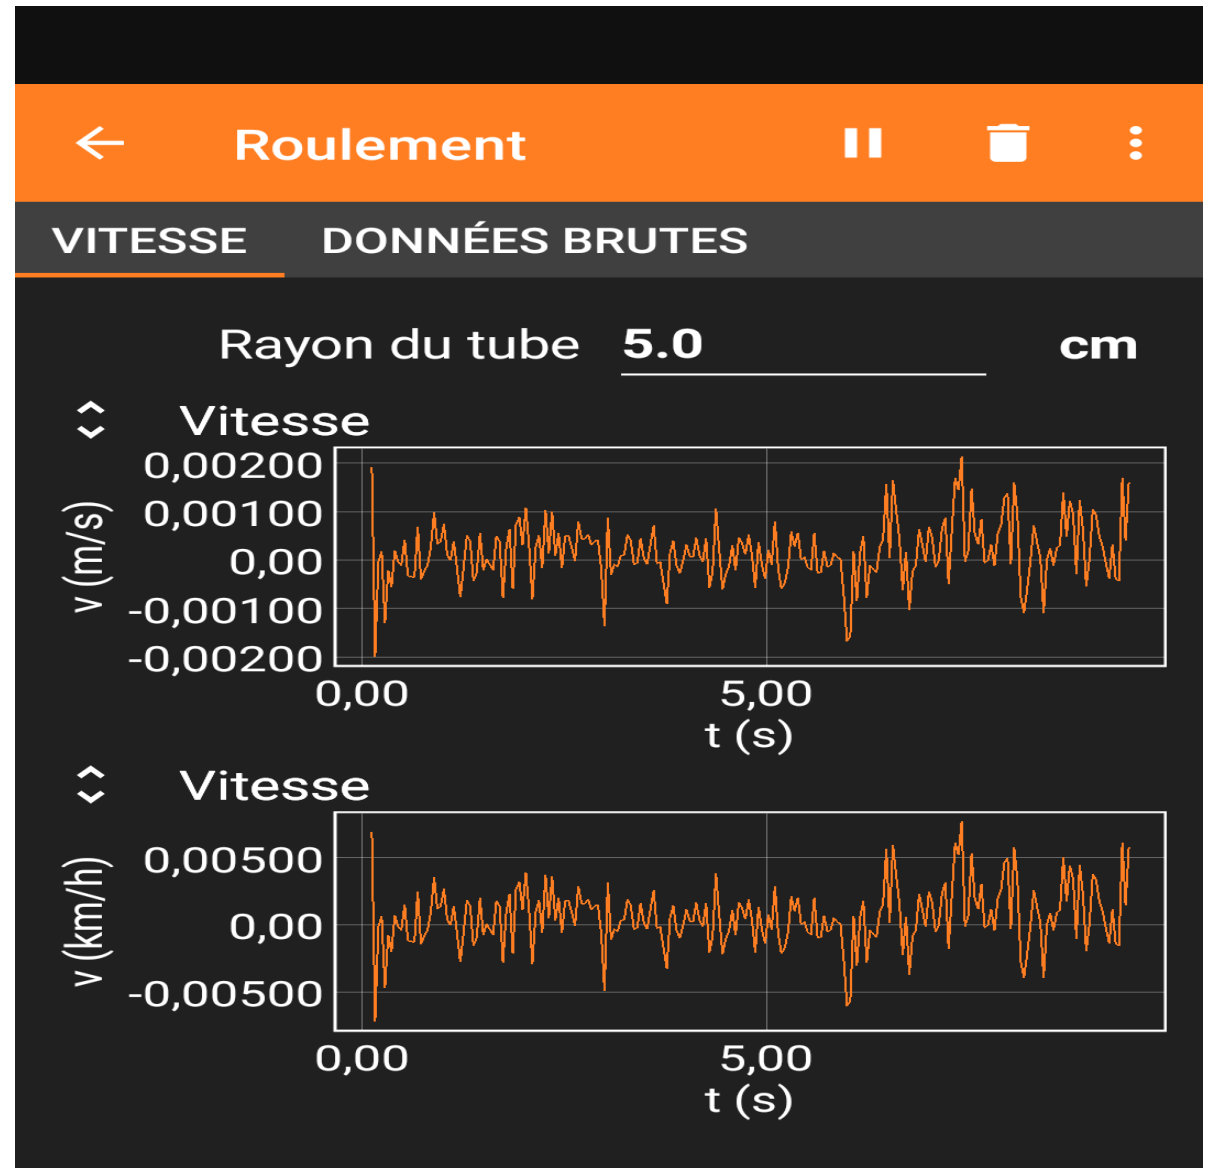 Roulement
VITESSE DONNÉES BRUTES
Rayon du tube 5.0 cm
Vitesse
0,00200
0,00100
0,00
-0,00100
-0,00200
v (m/s)
0,00 5,00
t (s)
Vitesse
0,00500
0,00
-0,00500
v (km/h)
0,00 5,00
t (s)